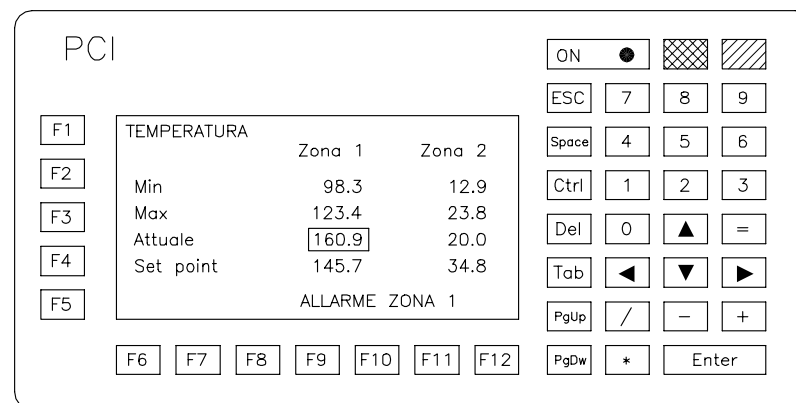 PCI
ON
ESC 7 8 9
F1
TEMPERATURA
Zona 1 Zona 2
Space 4 5 6
F2
Min 98.3 12.9
Ctrl 1 2 3
F3
Max 123.4 23.8
Attuale 160.9 20.0
Del 0 =
F4
Set point 145.7 34.8
Tab
F5
ALLARME ZONA 1
PgUp / - +
F6 F7 F8 F9 F10 F11 F12
PgDw * Enter